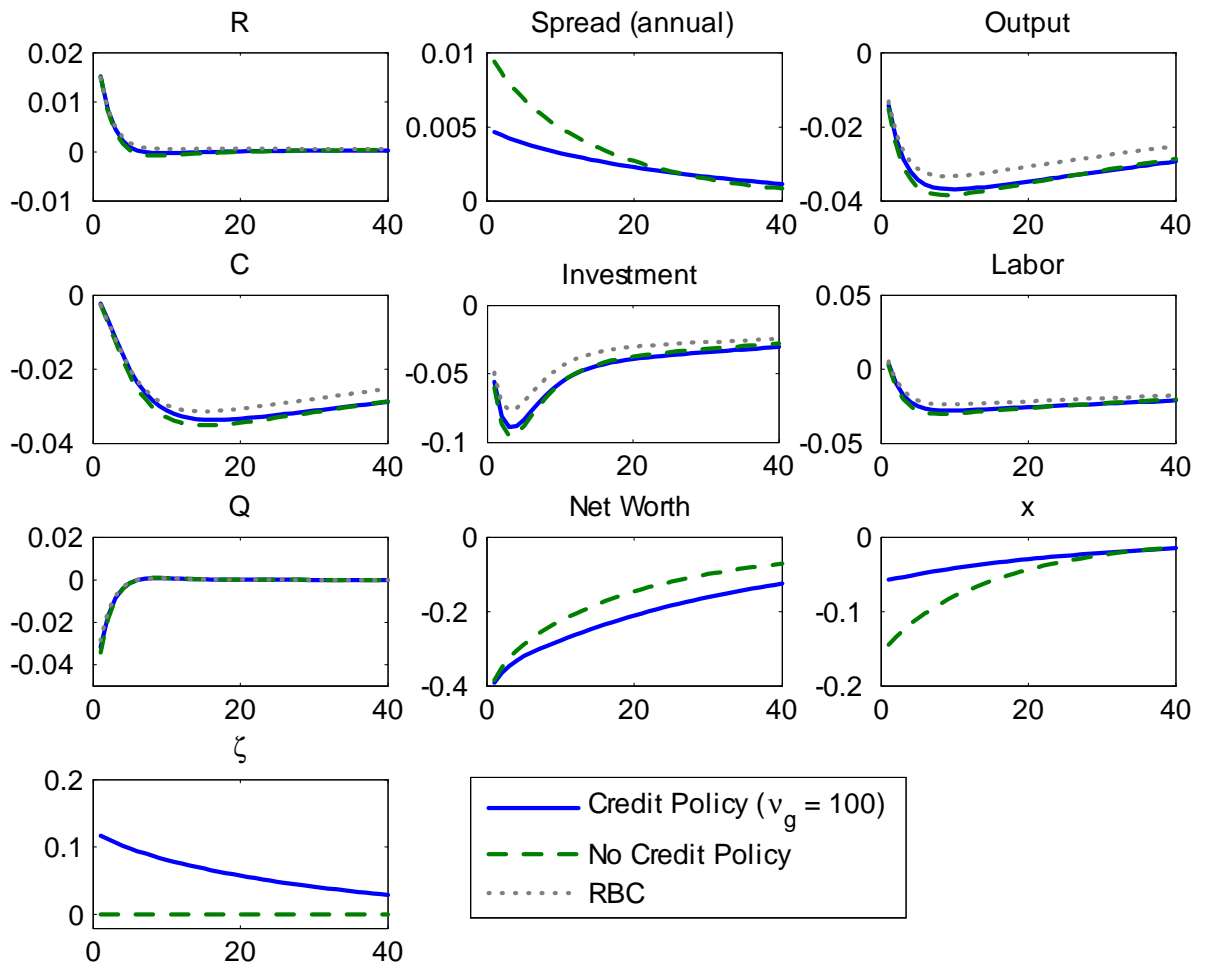 R Spread (annual) Output
0.02 0.01 0
0.01
0 0.005 -0.02
-0.01 0 -0.04
0 20 40 0 20 40 0 20 40
C Investment Labor
0 0 0.05
-0.02 -0.05 0
-0.04 -0.1 -0.05
0 20 40 0 20 40 0 20 40
Q Net Worth x
0.02 0 0
0
-0.02 -0.2 -0.1
-0.04 -0.4 -0.2
0 20 40 0 20 40 0 20 40
ζ
0.2
0.1
0
0 20 40
Credit Policy (ν_g = 100)
No Credit Policy
RBC